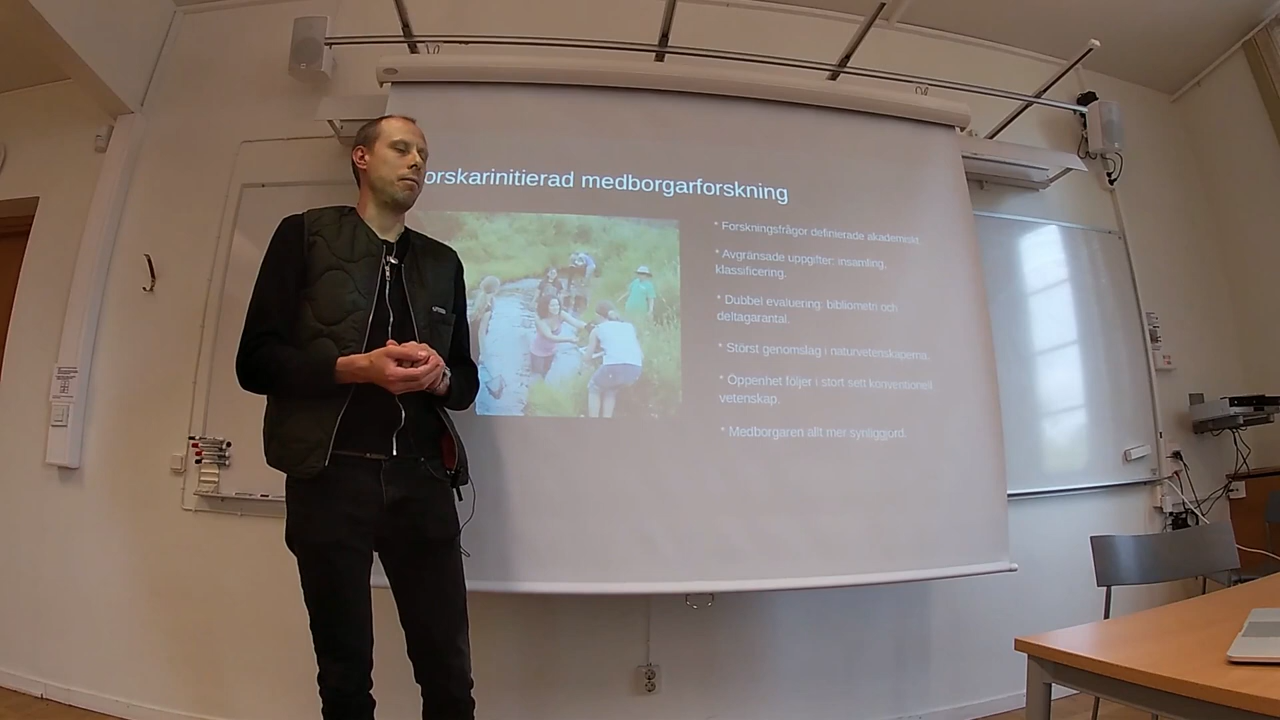 orskarinitierad medborgarforskning
* Forskningsfrågor definierade akademiskt.
* Avgränsade uppgifter: insamling,
klassificering.
* Dubbel evaluering: bibliometri och
deltagarantal.
* Störst genomslag i naturvetenskaperna.
* Öppenhet följer i stort sett konventionell
vetenskap.
* Medborgaren allt mer synliggjord.